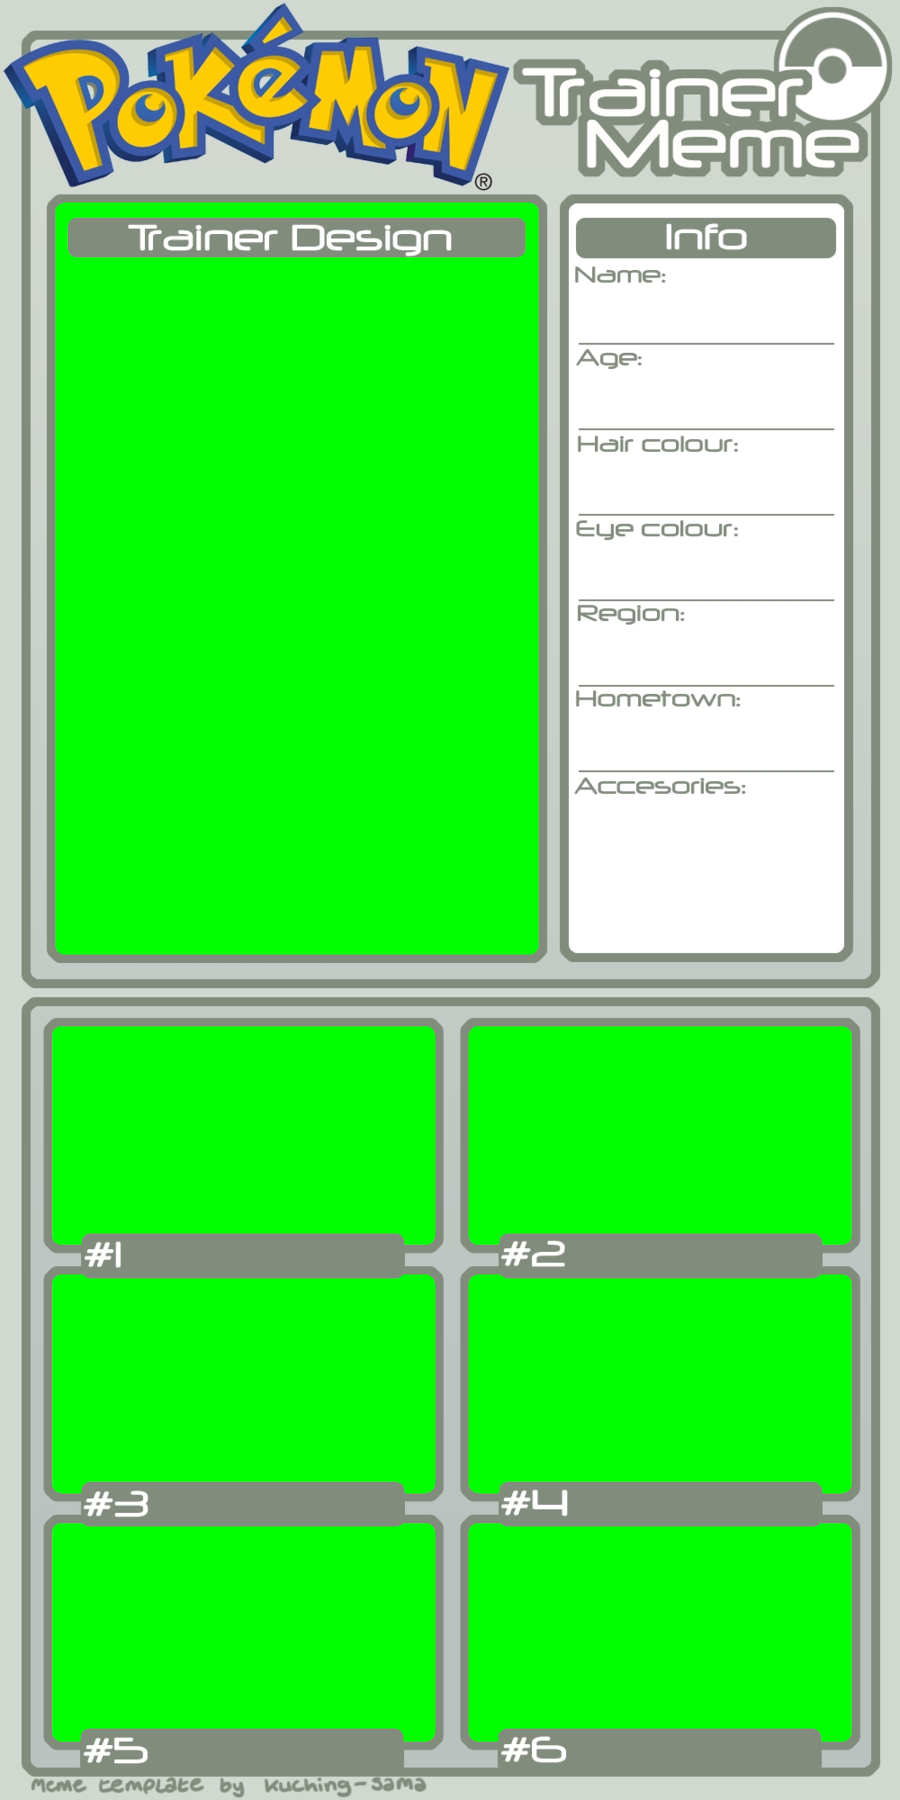 Pokémon ®
Trainer
Meme
Trainer Design
Info
Name:
Age:
Hair colour:
Eye colour:
Region:
Hometown:
Accesories:
#1
#2
#3
#4
#5
#6
Meme template by Kuching-sama